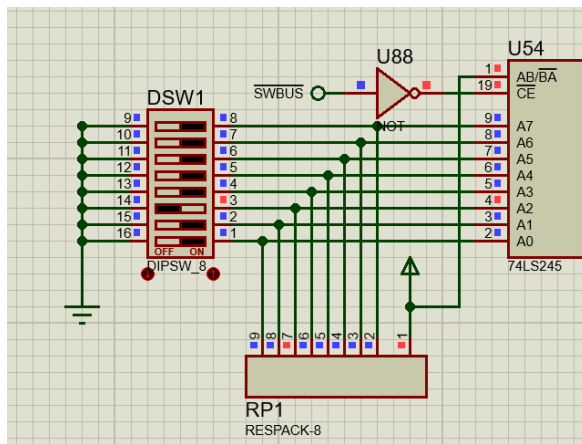 U88
U54
SWBUS
NOT
1
AB/BA
19
CE
DSW1
9
8
9
A7
10
7
8
A6
11
6
7
A5
12
5
6
A4
13
4
5
A3
14
3
4
A2
15
2
3
A1
16
1
2
A0
OFF ON
DIPSW_8
74LS245
9
8
7
6
5
4
3
2
1
RP1
RESPACK-8